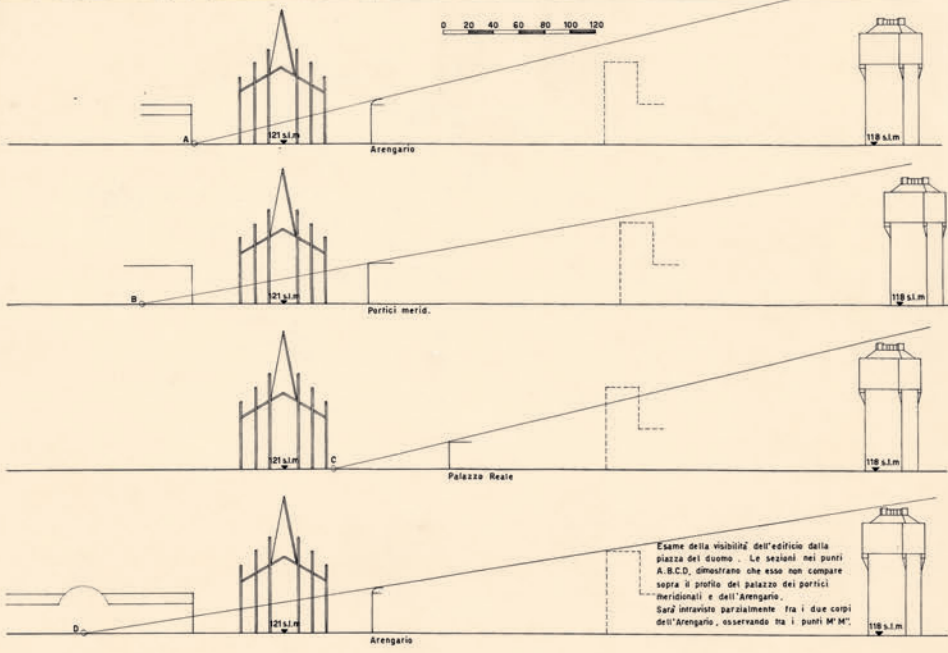 0 20 40 60 80 100 120
A
121 s.l.m
118 s.l.m
Arengario
B
121 s.l.m
118 s.l.m
Portici merid.
C
121 s.l.m
118 s.l.m
Palazzo Reale
Esame della visibilità dell'edificio dalla
piazza del duomo . Le sezioni nei punti
A.B.C.D, dimostrano che esso non compare
sopra il profilo del palazzo dei portici
meridionali e dell'Arengario.
Sarà intravisto parzialmente fra i due corpi
dell'Arengario, osservando tra i punti M' M".
D
121 s.l.m
118 s.l.m
Arengario